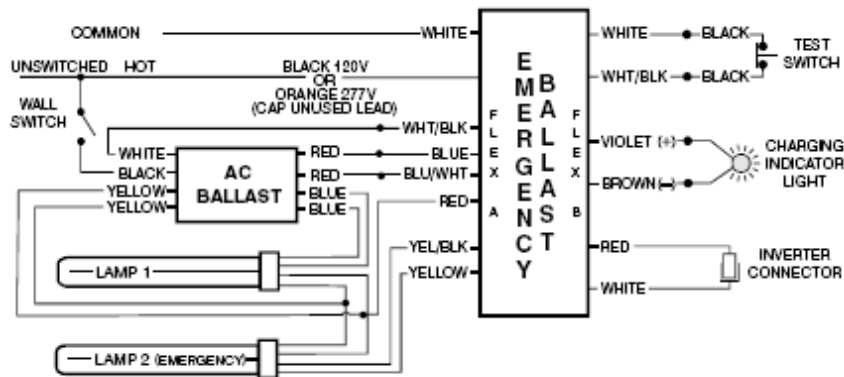 COMMON
WHITE
UNSWITCHED HOT
BLACK 120V
OR
ORANGE 277V
(CAP UNUSED LEAD)
WALL
SWITCH
WHT/BLK
WHITE
BLACK
YELLOW
YELLOW
AC
BALLAST
RED
RED
BLUE
BLUE
BLUE
BLU/WHT
RED
YEL/BLK
YELLOW
LAMP 1
LAMP 2 (EMERGENCY)
FLEX A
EMERGENCY
BALLAST
FLEX B
WHITE
BLACK
WHT/BLK
BLACK
TEST
SWITCH
VIOLET (+)
BROWN (–)
CHARGING
INDICATOR
LIGHT
RED
WHITE
INVERTER
CONNECTOR